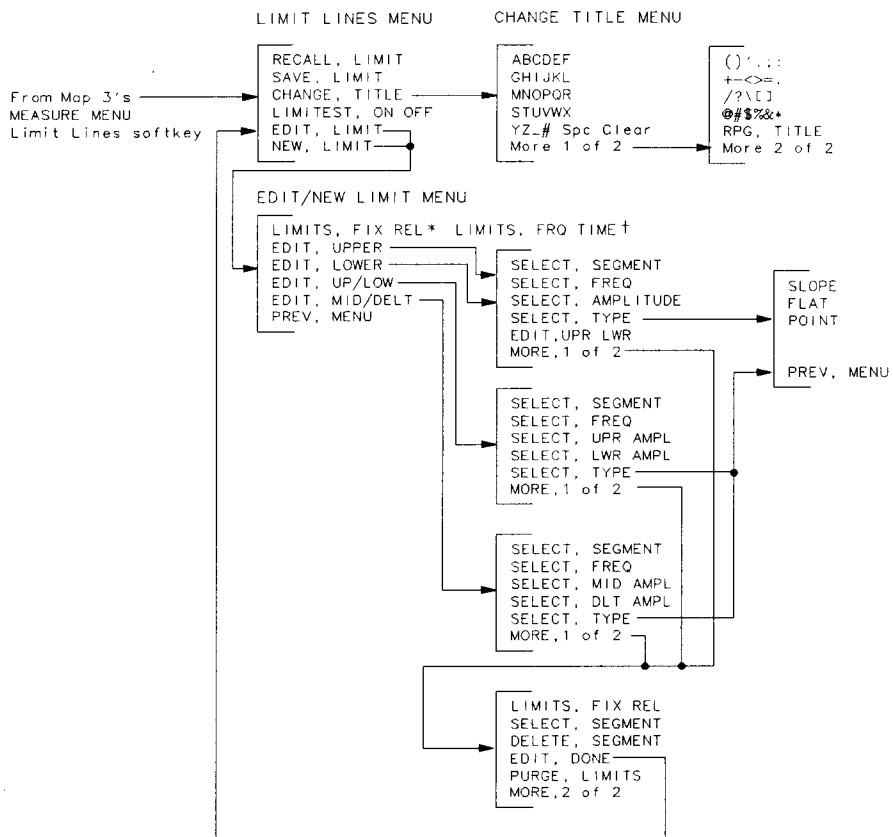 LIMIT LINES MENU
RECALL, LIMIT
SAVE, LIMIT
CHANGE, TITLE
LIMITEST, ON OFF
EDIT, LIMIT
NEW, LIMIT
From Map 3's
MEASURE MENU
Limit Lines softkey
CHANGE TITLE MENU
ABCDEF
GHIJKL
MNOPQR
STUVWX
YZ_# Spc Clear
More 1 of 2
+-<>=.
/?\[]
@#$%&*
RPG, TITLE
More 2 of 2
EDIT/NEW LIMIT MENU
LIMITS, FIX REL* LIMITS, FRQ TIME†
EDIT, UPPER
EDIT, LOWER
EDIT, UP/LOW
EDIT, MID/DELT
PREV, MENU
SELECT, SEGMENT
SELECT, FREQ
SELECT, AMPLITUDE
SELECT, TYPE
EDIT,UPR LWR
MORE,1 of 2
SLOPE
FLAT
POINT
PREV, MENU
SELECT, SEGMENT
SELECT, FREQ
SELECT, UPR AMPL
SELECT, LWR AMPL
SELECT, TYPE
MORE,1 of 2
SELECT, SEGMENT
SELECT, FREQ
SELECT, MID AMPL
SELECT, DLT AMPL
SELECT, TYPE
MORE,1 of 2
LIMITS, FIX REL
SELECT, SEGMENT
DELETE, SEGMENT
EDIT, DONE
PURGE, LIMITS
MORE,2 of 2